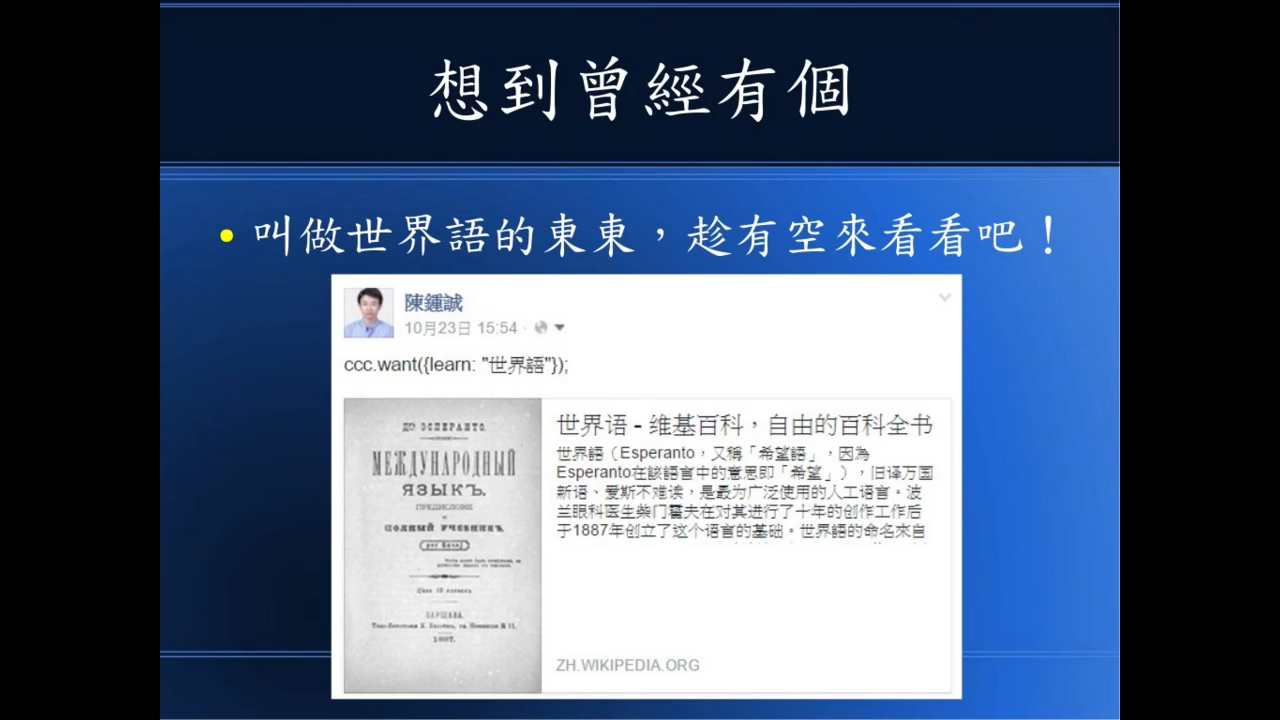 想到曾經有個
• 叫做世界語的東東，趁有空來看看吧！
陳鍾誠
10月23日 15:54 ·
ccc.want({learn: "世界語"});
Дръ ЭСПЕРАНТО.
МЕЖДУНАРОДНЫЙ
ЯЗЫКЪ.
ПРЕДИСЛОВІЕ
ПОЛНЫЙ УЧЕБНИКЪ.
ВАРШАВА.
1887.
世界语 - 维基百科，自由的百科全书
世界語（Esperanto，又稱「希望語」，因為
Esperanto在該語言中的意思即「希望」），旧译万国
新语、爱斯不难读，是最为广泛使用的人工语言。波
兰眼科医生柴门霍夫在对其进行了十年的创作工作后
于1887年创立了这个语言的基础。世界語的命名來自
ZH.WIKIPEDIA.ORG